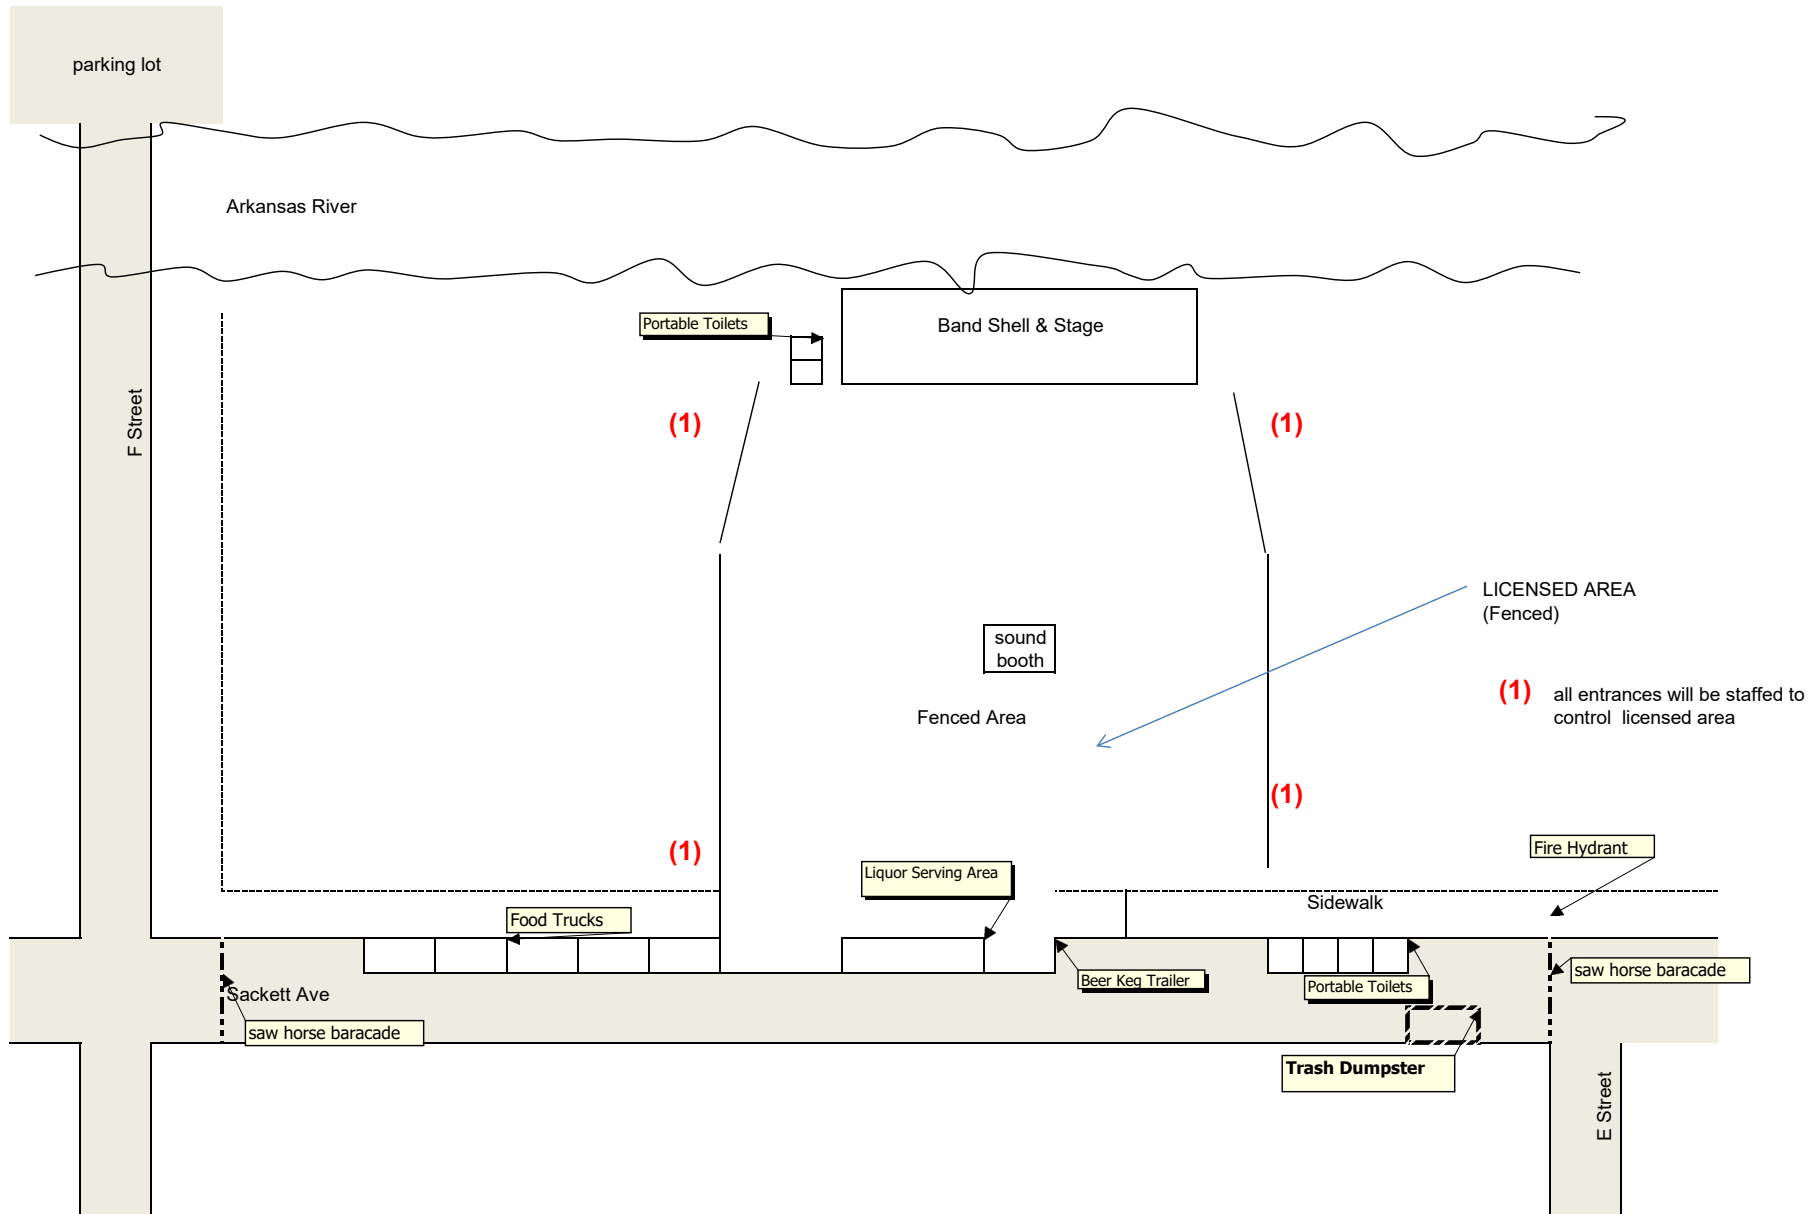 parking lot
Arkansas River
Portable Toilets
Band Shell & Stage
F Street
(1)
(1)
LICENSED AREA
(Fenced)
sound
booth
(1)
all entrances will be staffed to
control licensed area
Fenced Area
(1)
(1)
Fire Hydrant
Liquor Serving Area
Sidewalk
Food Trucks
saw horse baracade
Beer Keg Trailer
Portable Toilets
Sackett Ave
saw horse baracade
Trash Dumpster
E Street